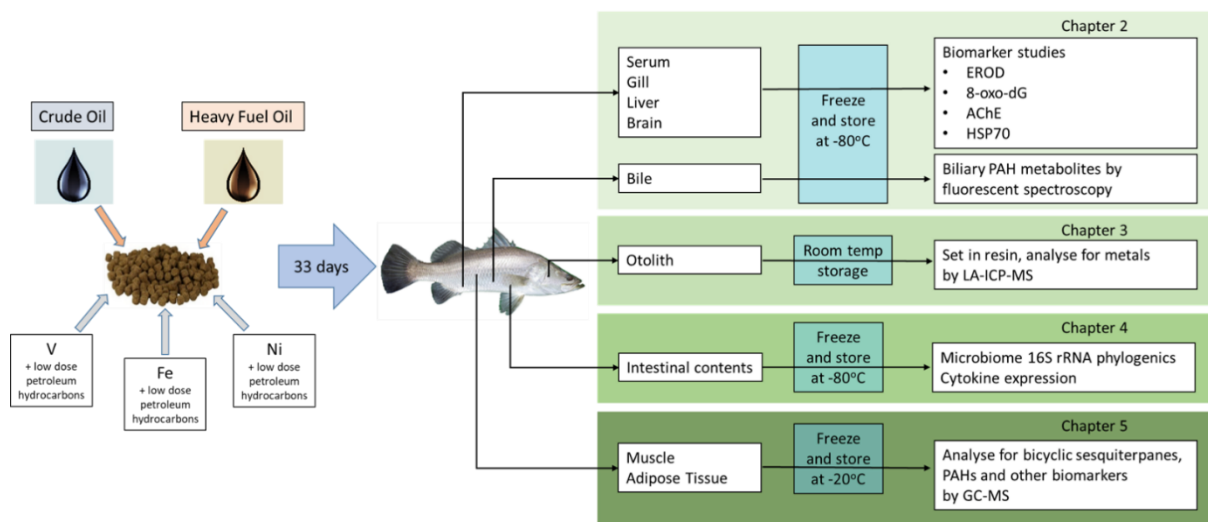 Crude Oil
Heavy Fuel Oil
V
+ low dose
petroleum
hydrocarbons
Fe
+ low dose
petroleum
hydrocarbons
Ni
+ low dose
petroleum
hydrocarbons
33 days
Chapter 2
Serum
Gill
Liver
Brain
Freeze
and store
at -80°C
Biomarker studies
• EROD
• 8-oxo-dG
• AChE
• HSP70
Bile
Biliary PAH metabolites by
fluorescent spectroscopy
Chapter 3
Otolith
Room temp
storage
Set in resin, analyse for metals
by LA-ICP-MS
Chapter 4
Intestinal contents
Freeze
and store
at -80°C
Microbiome 16S rRNA phylogenics
Cytokine expression
Chapter 5
Muscle
Adipose Tissue
Freeze
and store
at -20°C
Analyse for bicyclic sesquiterpanes,
PAHs and other biomarkers
by GC-MS